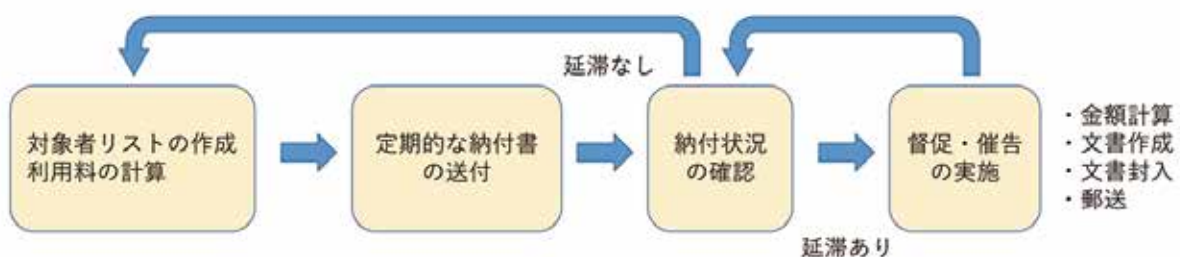 延滞なし
対象者リストの作成
利用料の計算
定期的な納付書
の送付
納付状況
の確認
督促・催告
の実施
・金額計算
・文書作成
・文書封入
・郵送
延滞あり